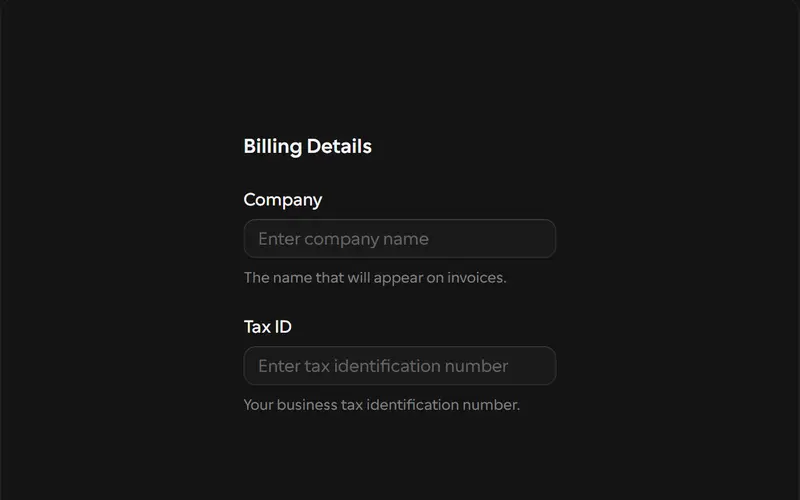 Billing Details
Company
Enter company name
The name that will appear on invoices.
Tax ID
Enter tax identification number
Your business tax identification number.